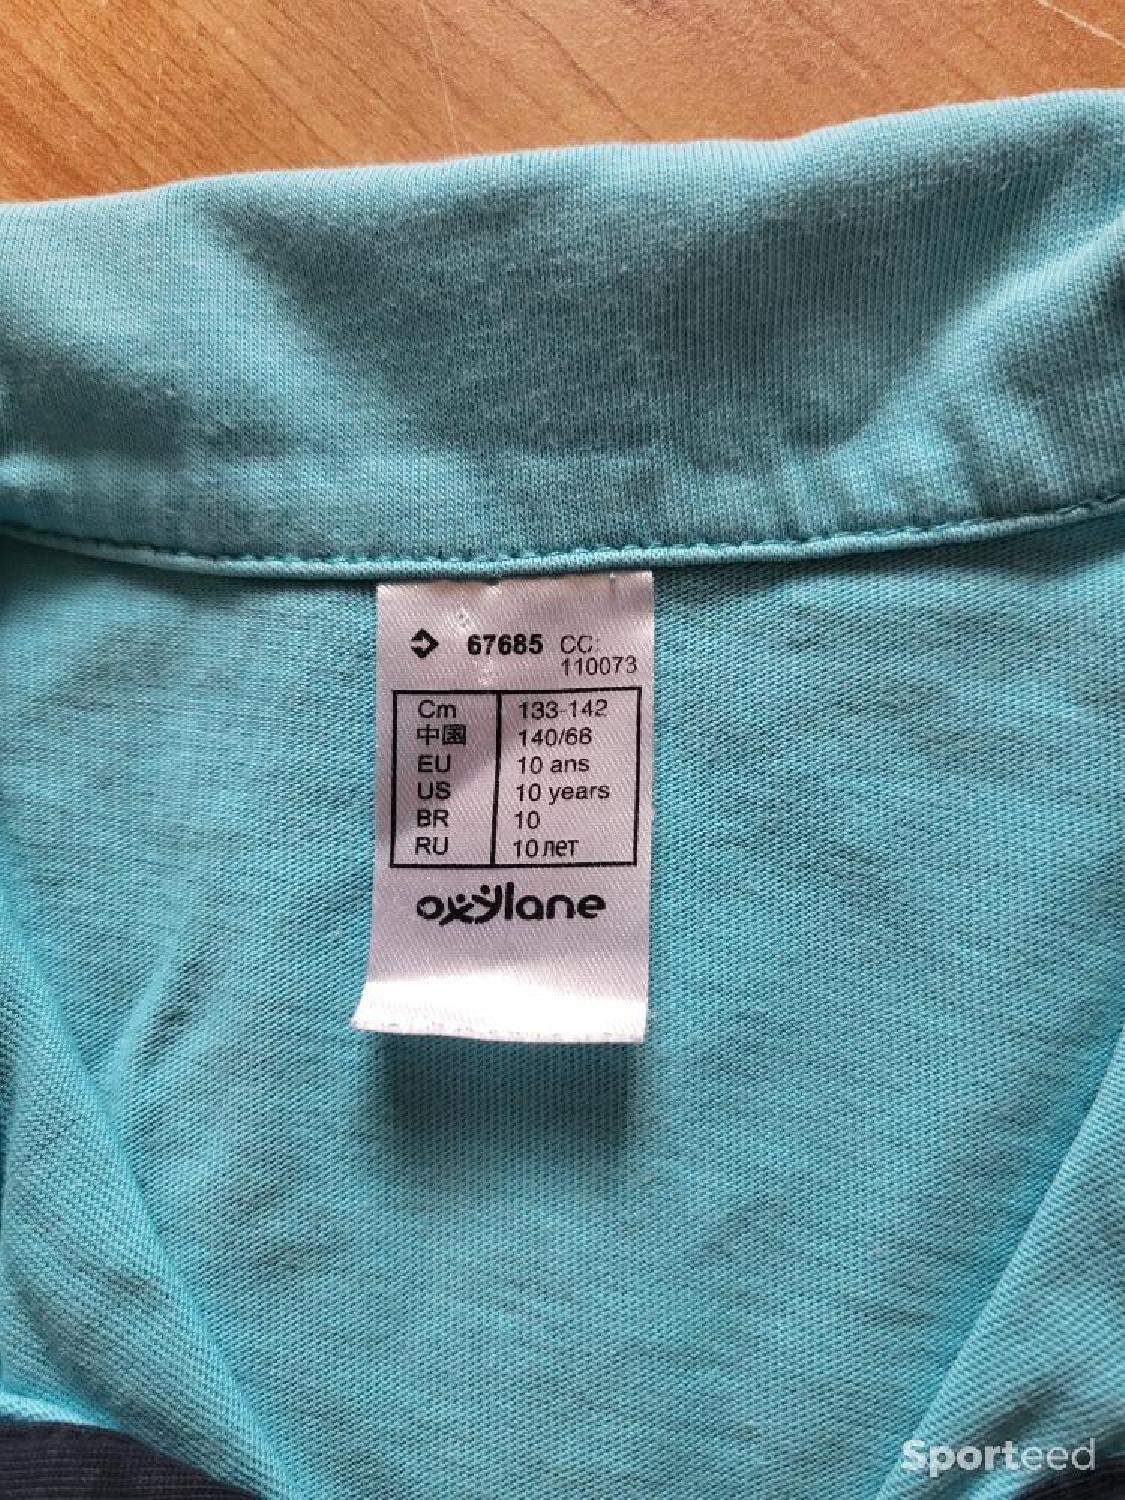 67685 CC:
110073
Cm 133-142
中国 140/66
EU 10 ans
US 10 years
BR 10
RU 10 лет
oxylane
Sporteed